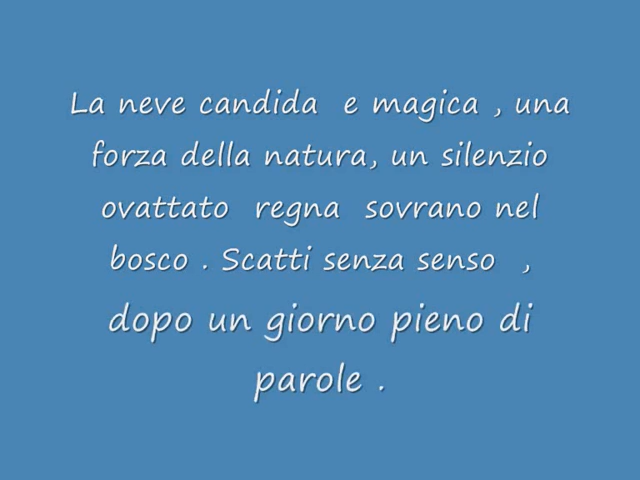 La neve candida  e magica , una
forza della natura, un silenzio
ovattato  regna  sovrano nel
bosco . Scatti senza senso  ,
dopo un giorno pieno di
parole .